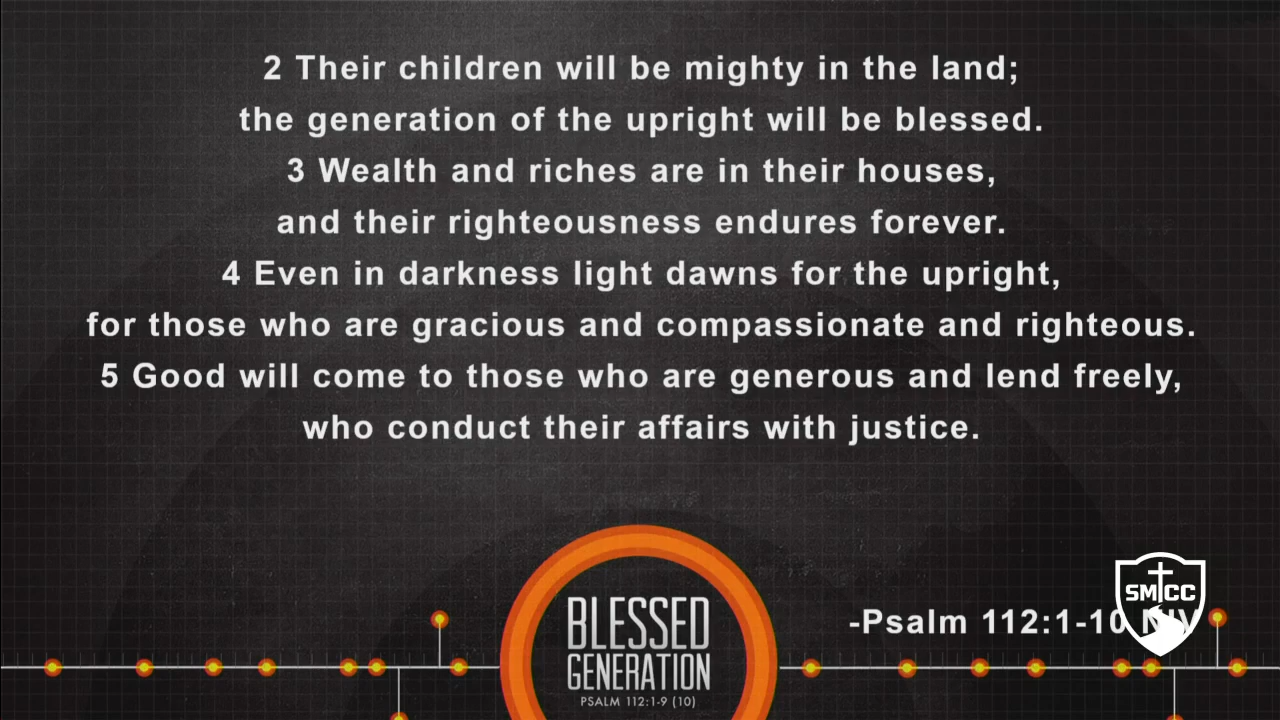 2 Their children will be mighty in the land;
the generation of the upright will be blessed.
3 Wealth and riches are in their houses,
and their righteousness endures forever.
4 Even in darkness light dawns for the upright,
for those who are gracious and compassionate and righteous.
5 Good will come to those who are generous and lend freely,
who conduct their affairs with justice.
-Psalm 112:1-10 NIV
SMCC
BLESSED
GENERATION
PSALM 112:1-9 (10)